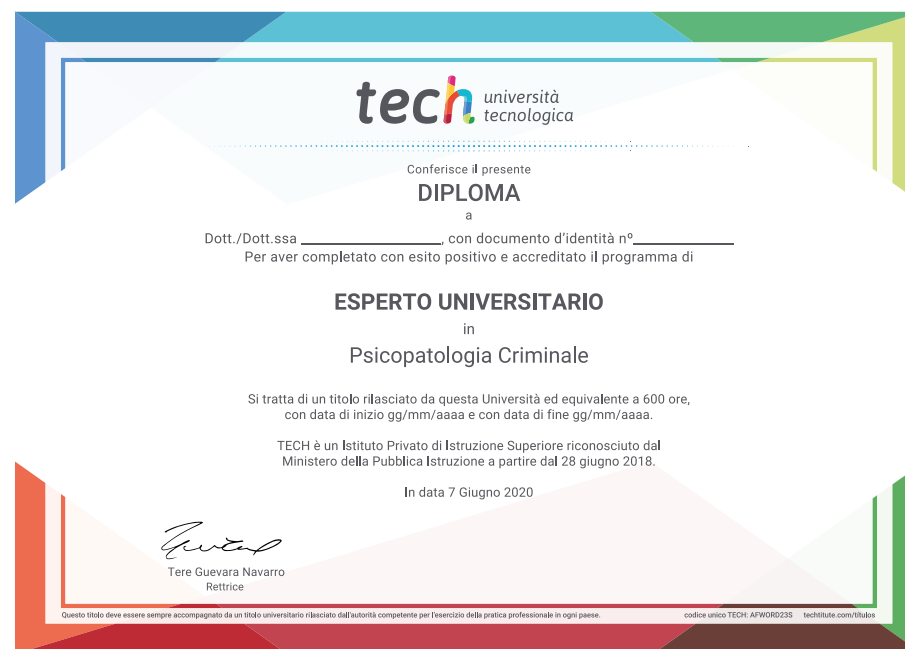 tech università
tecnologica
Conferisce il presente
DIPLOMA
a
Dott./Dott.ssa ____________________, con documento d'identità nº______________
Per aver completato con esito positivo e accreditato il programma di
ESPERTO UNIVERSITARIO
in
Psicopatologia Criminale
Si tratta di un titolo rilasciato da questa Università ed equivalente a 600 ore,
con data di inizio gg/mm/aaaa e con data di fine gg/mm/aaaa.
TECH è un Istituto Privato di Istruzione Superiore riconosciuto dal
Ministero della Pubblica Istruzione a partire dal 28 giugno 2018.
In data 7 Giugno 2020
Tere Guevara Navarro
Rettrice
Questo titolo deve essere sempre accompagnato da un titolo universitario rilasciato dall'autorità competente per l'esercizio della pratica professionale in ogni paese. codice unico TECH: AFWORD23S techtitute.com/titulos